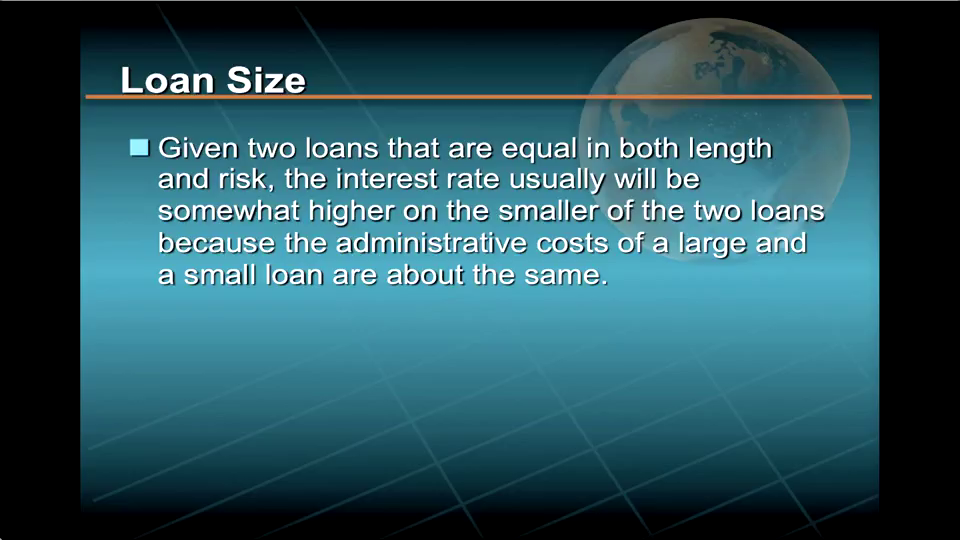 Loan Size
Given two loans that are equal in both length
and risk, the interest rate usually will be
somewhat higher on the smaller of the two loans
because the administrative costs of a large and
a small loan are about the same.